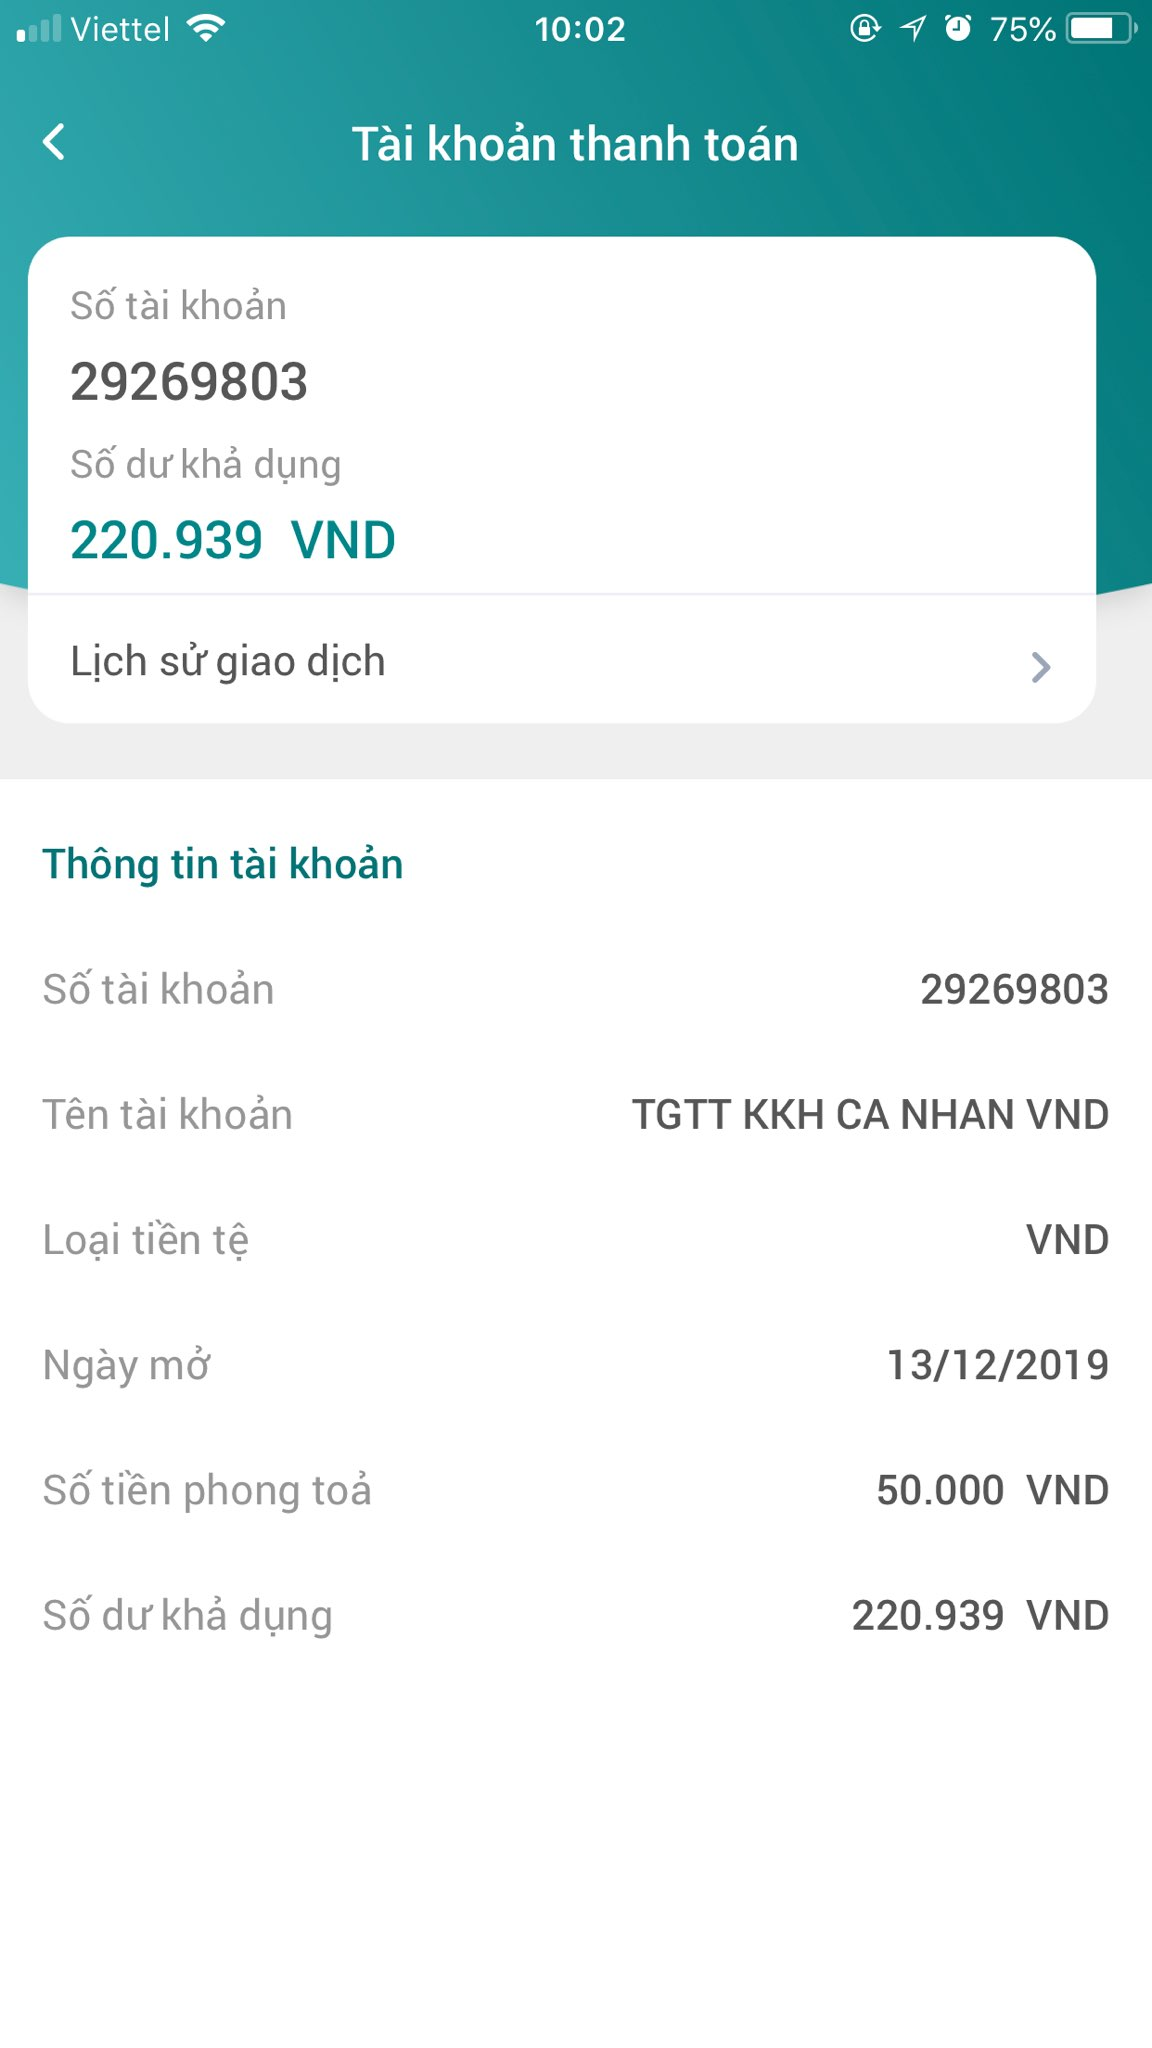 Viettel 10:02 75%
Tài khoản thanh toán
Số tài khoản
29269803
Số dư khả dụng
220.939 VND
Lịch sử giao dịch
Thông tin tài khoản
Số tài khoản 29269803
Tên tài khoản TGTT KKH CA NHAN VND
Loại tiền tệ VND
Ngày mở 13/12/2019
Số tiền phong toả 50.000 VND
Số dư khả dụng 220.939 VND